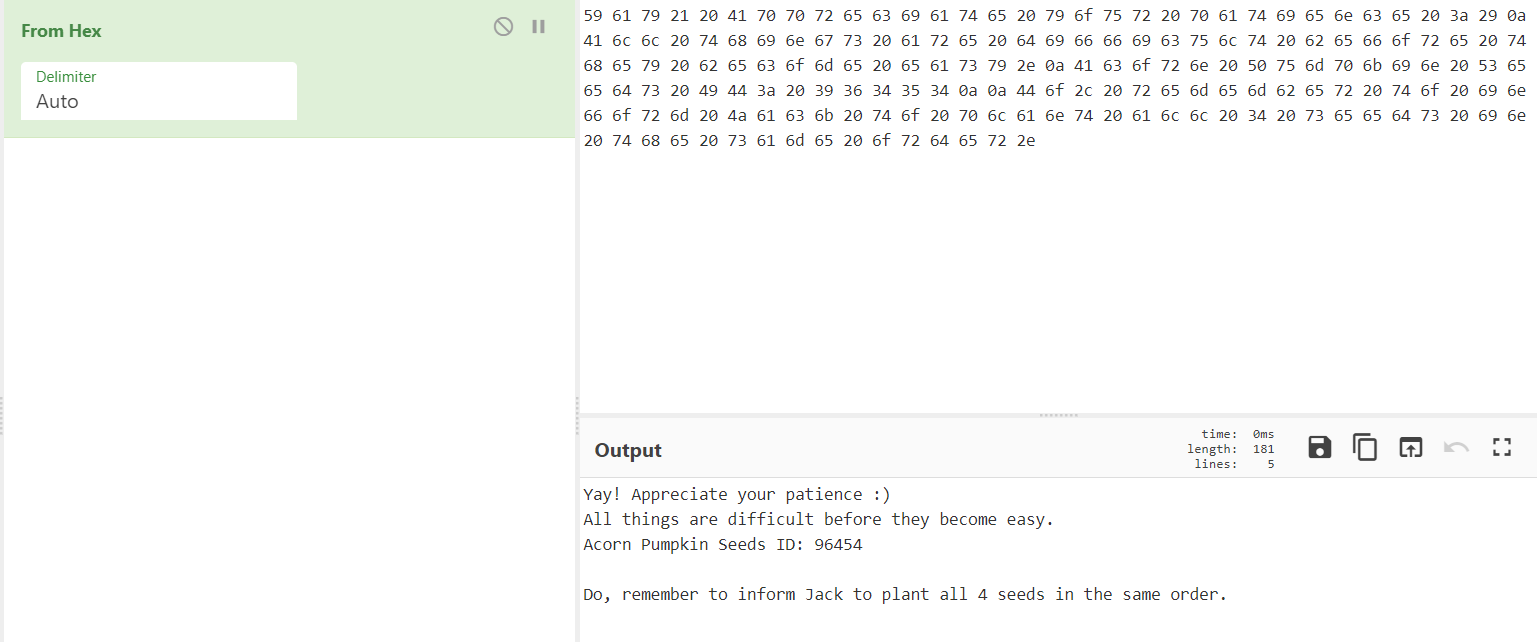 From Hex
Delimiter
Auto
59 61 79 21 20 41 70 70 72 65 63 69 61 74 65 20 79 6f 75 72 20 70 61 74 69 65 6e 63 65 20 3a 29 0a
41 6c 6c 20 74 68 69 6e 67 73 20 61 72 65 20 64 69 66 66 69 63 75 6c 74 20 62 65 66 6f 72 65 20 74
68 65 79 20 62 65 63 6f 6d 65 20 65 61 73 79 2e 0a 41 63 6f 72 6e 20 50 75 6d 70 6b 69 6e 20 53 65
65 64 73 20 49 44 3a 20 39 36 34 35 34 0a 0a 44 6f 2c 20 72 65 6d 65 6d 62 65 72 20 74 6f 20 69 6e
66 6f 72 6d 20 4a 61 63 6b 20 74 6f 20 70 6c 61 6e 74 20 61 6c 6c 20 34 20 73 65 65 64 73 20 69 6e
20 74 68 65 20 73 61 6d 65 20 6f 72 64 65 72 2e
Output
time: 0ms
length: 181
lines: 5
Yay! Appreciate your patience :)
All things are difficult before they become easy.
Acorn Pumpkin Seeds ID: 96454
Do, remember to inform Jack to plant all 4 seeds in the same order.